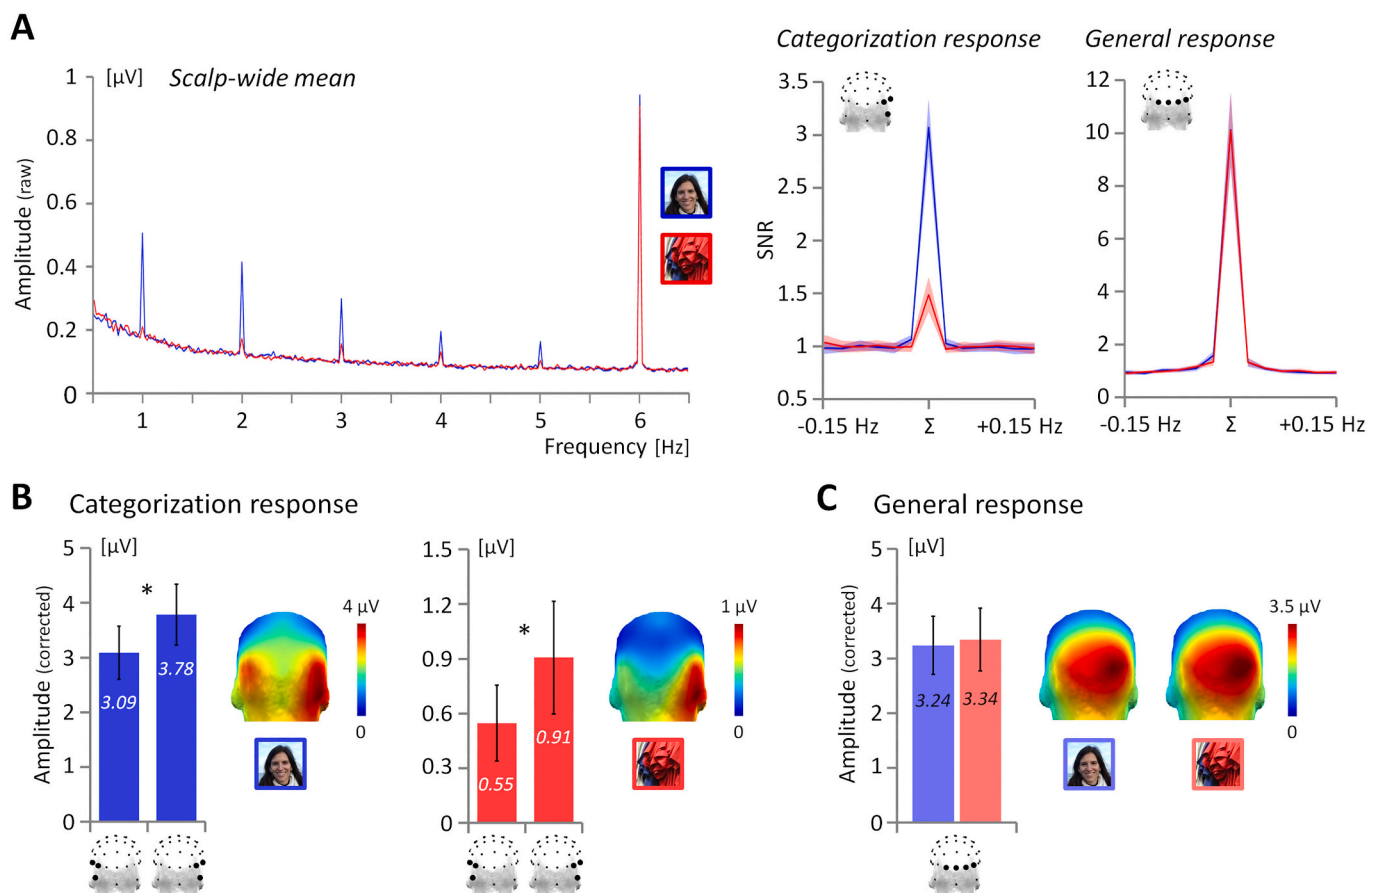 A
[µV] Scalp-wide mean
Amplitude (raw)
1
0.8
0.6
0.4
0.2
0
1 2 3 4 5 6
Frequency [Hz]
Categorization response
SNR
3.5
3
2.5
2
1.5
1
0.5
-0.15 Hz Σ +0.15 Hz
General response
12
10
8
6
4
2
0
-0.15 Hz Σ +0.15 Hz
B Categorization response
[µV]
Amplitude (corrected)
5
4
3
2
1
0
*
3.09
3.78
4 µV
0
[µV]
1.5
1.2
0.9
0.6
0.3
0
*
0.55
0.91
1 µV
0
C General response
[µV]
Amplitude (corrected)
5
4
3
2
1
0
3.24
3.34
3.5 µV
0